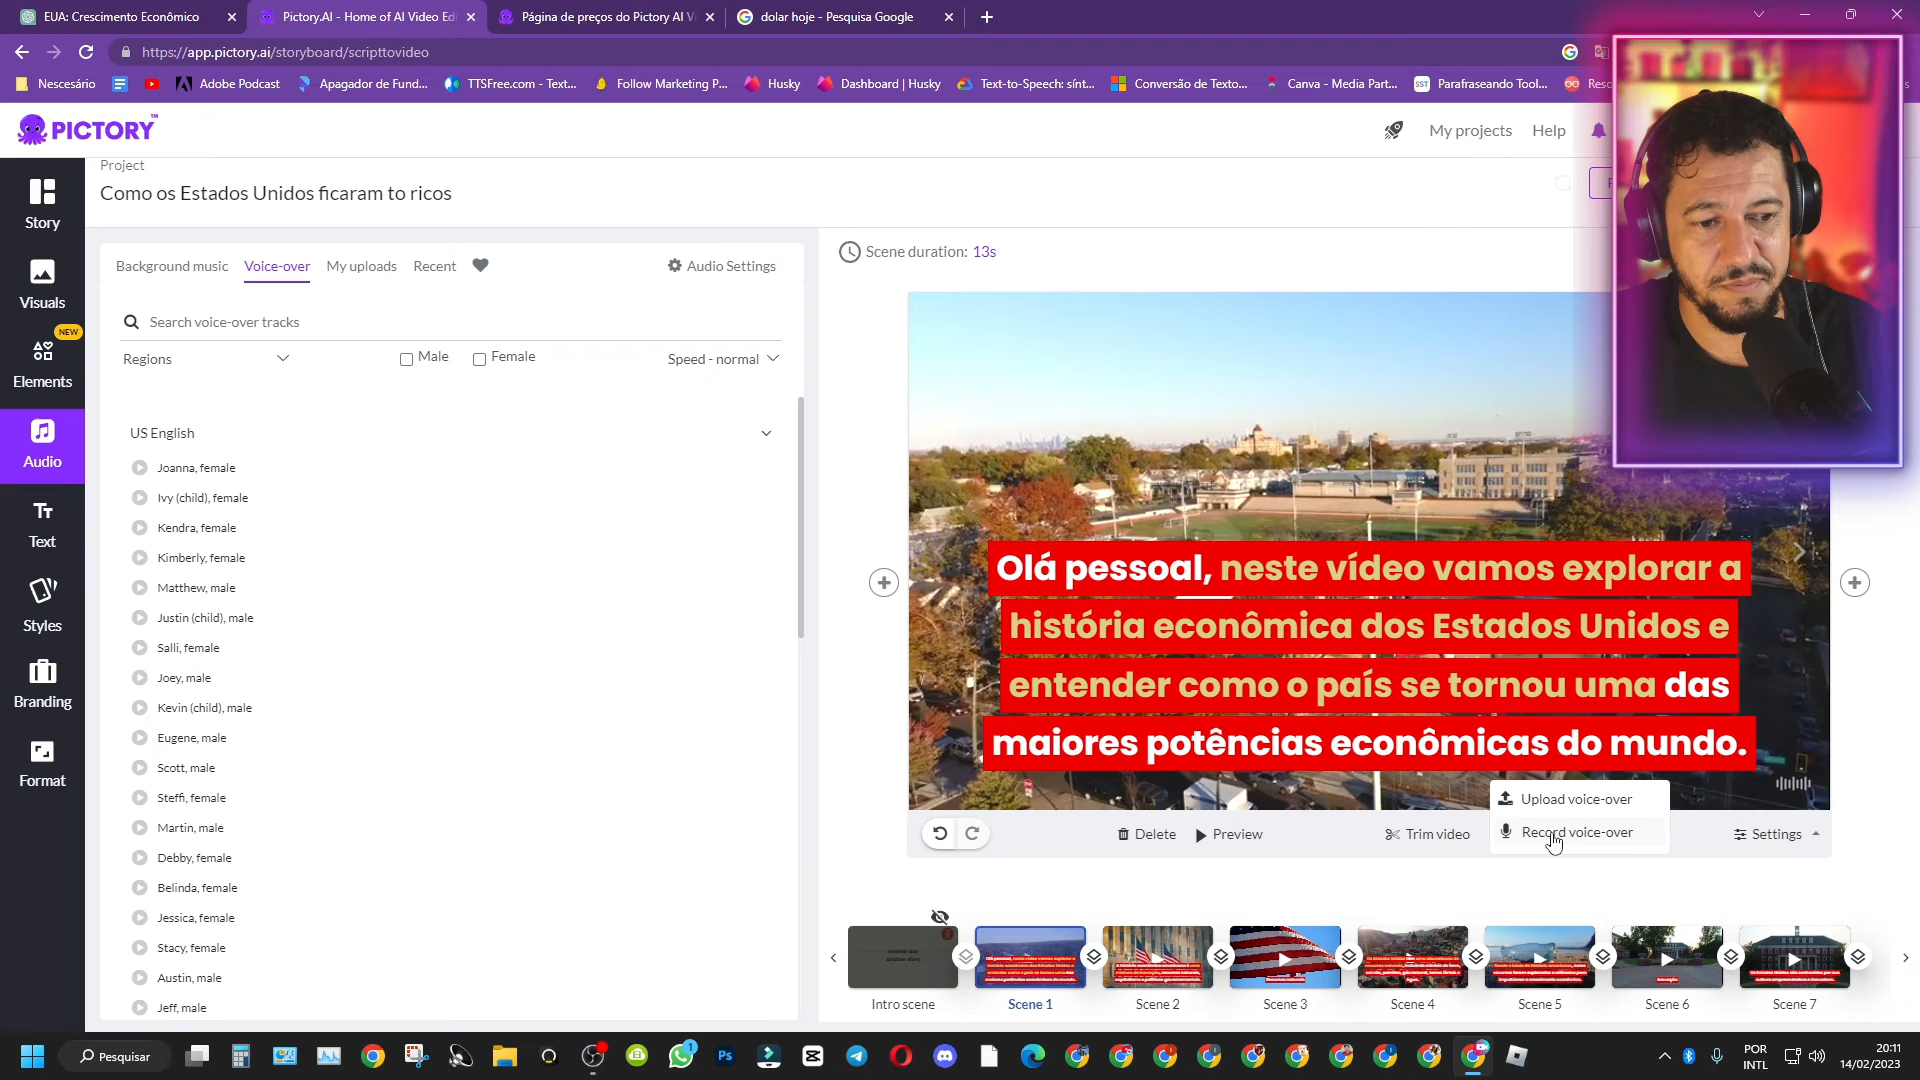 EUA: Crescimento Econômico
Pictory.AI - Home of AI Video Edi
Página de preços do Pictory AI V
dolar hoje - Pesquisa Google
https://app.pictory.ai/storyboard/scripttovideo
Nescesário
Adobe Podcast
Apagador de Fund...
TTSFree.com - Text...
Follow Marketing P...
Husky
Dashboard | Husky
Text-to-Speech: sínt...
Conversão de Texto...
Canva - Media Part...
Parafraseando Tool...
PICTORY
My projects
Help
Project
Como os Estados Unidos ficaram to ricos
Story
Visuals
NEW
Elements
Audio
Text
Styles
Branding
Format
Background music
Voice-over
My uploads
Recent
Audio Settings
Search voice-over tracks
Regions
Male
Female
Speed - normal
US English
Joanna, female
Ivy (child), female
Kendra, female
Kimberly, female
Matthew, male
Justin (child), male
Salli, female
Joey, male
Kevin (child), male
Eugene, male
Scott, male
Steffi, female
Martin, male
Debby, female
Belinda, female
Jessica, female
Stacy, female
Austin, male
Jeff, male
Scene duration: 13s
Olá pessoal, neste vídeo vamos explorar a
história econômica dos Estados Unidos e
entender como o país se tornou uma das
maiores potências econômicas do mundo.
Upload voice-over
Record voice-over
Delete
Preview
Trim video
Settings
Intro scene
Scene 1
Scene 2
Scene 3
Scene 4
Scene 5
Scene 6
Scene 7
Pesquisar
POR
INTL
20:11
14/02/2023